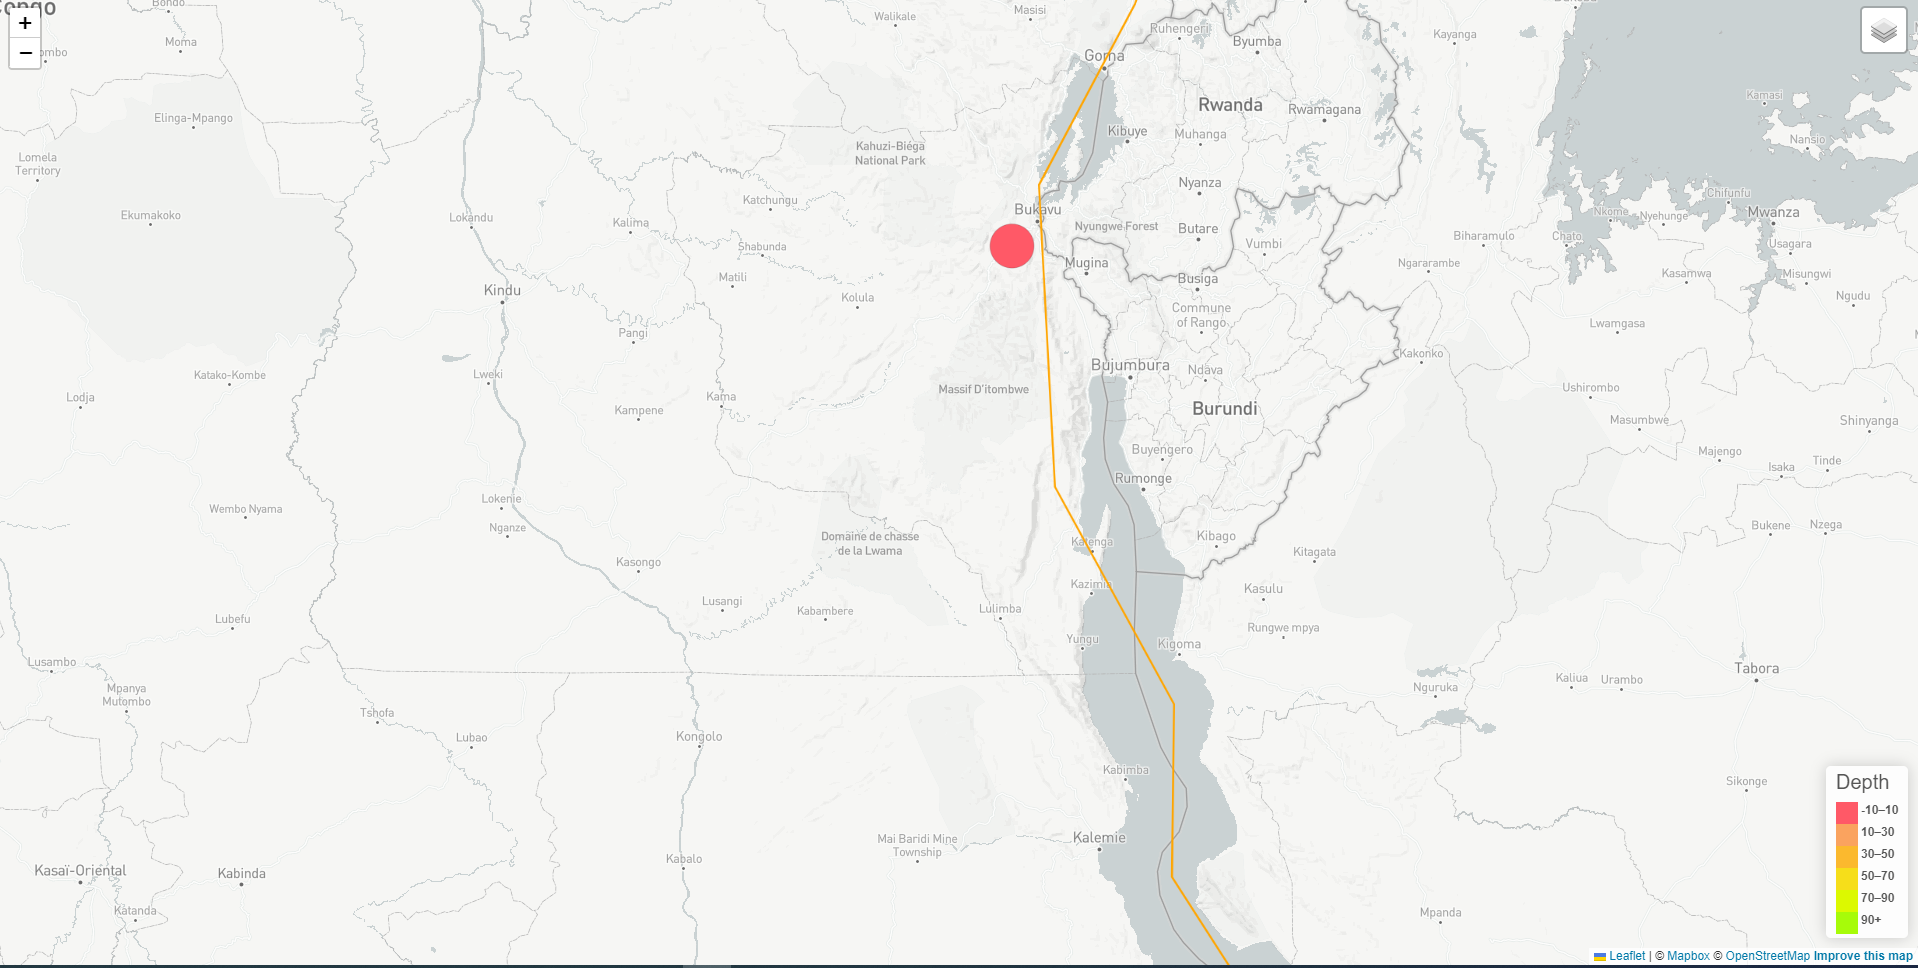 Congo
+
−
Bondo
Moma
Walikale
Masisi
Ruhengeri
Byumba
Kayanga
Goma
Rwanda
Rwamagana
Kamasi
Elinga-Mpango
Kibuye
Muhanga
Nansio
Kahuzi-Biéga
National Park
Lomela
Territory
Nyanza
Chifunfu
Katchungu
Bukavu
Nkome
Nyehunge
Mwanza
Ekumakoko
Lokandu
Kalima
Nyungwe Forest
Butare
Biharamulo
Chato
Usagara
Shabunda
Vumbi
Mugina
Ngararambe
Kasamwa
Misungwi
Matili
Busiga
Kindu
Kolula
Ngudu
Commune
of Rango
Pangi
Lwamgasa
Kakonko
Bujumbura
Ndava
Katako-Kombe
Lweki
Massif D'itombwe
Ushirombo
Lodja
Kama
Kampene
Burundi
Masumbwe
Shinyanga
Buyengero
Majengo
Isaka
Tinde
Rumonge
Lokenie
Wembo Nyama
Nganze
Domaine de chasse
de la Lwama
Katenga
Kibago
Kitagata
Bukene
Nzega
Kasongo
Kazimia
Kasulu
Lusangi
Kabambere
Lulimba
Lubefu
Rungwe mpya
Yungu
Kigoma
Lusambo
Tabora
Kaliua
Urambo
Mpanya
Mutombo
Nguruka
Tshofa
Lubao
Kongolo
Kabimba
Sikonge
Depth
-10–10
10–30
30–50
50–70
70–90
90+
Mai Baridi Mine
Township
Kalemie
Kabalo
Kasaï-Oriental
Kabinda
Katanda
Mpanda
Leaflet | © Mapbox © OpenStreetMap Improve this map